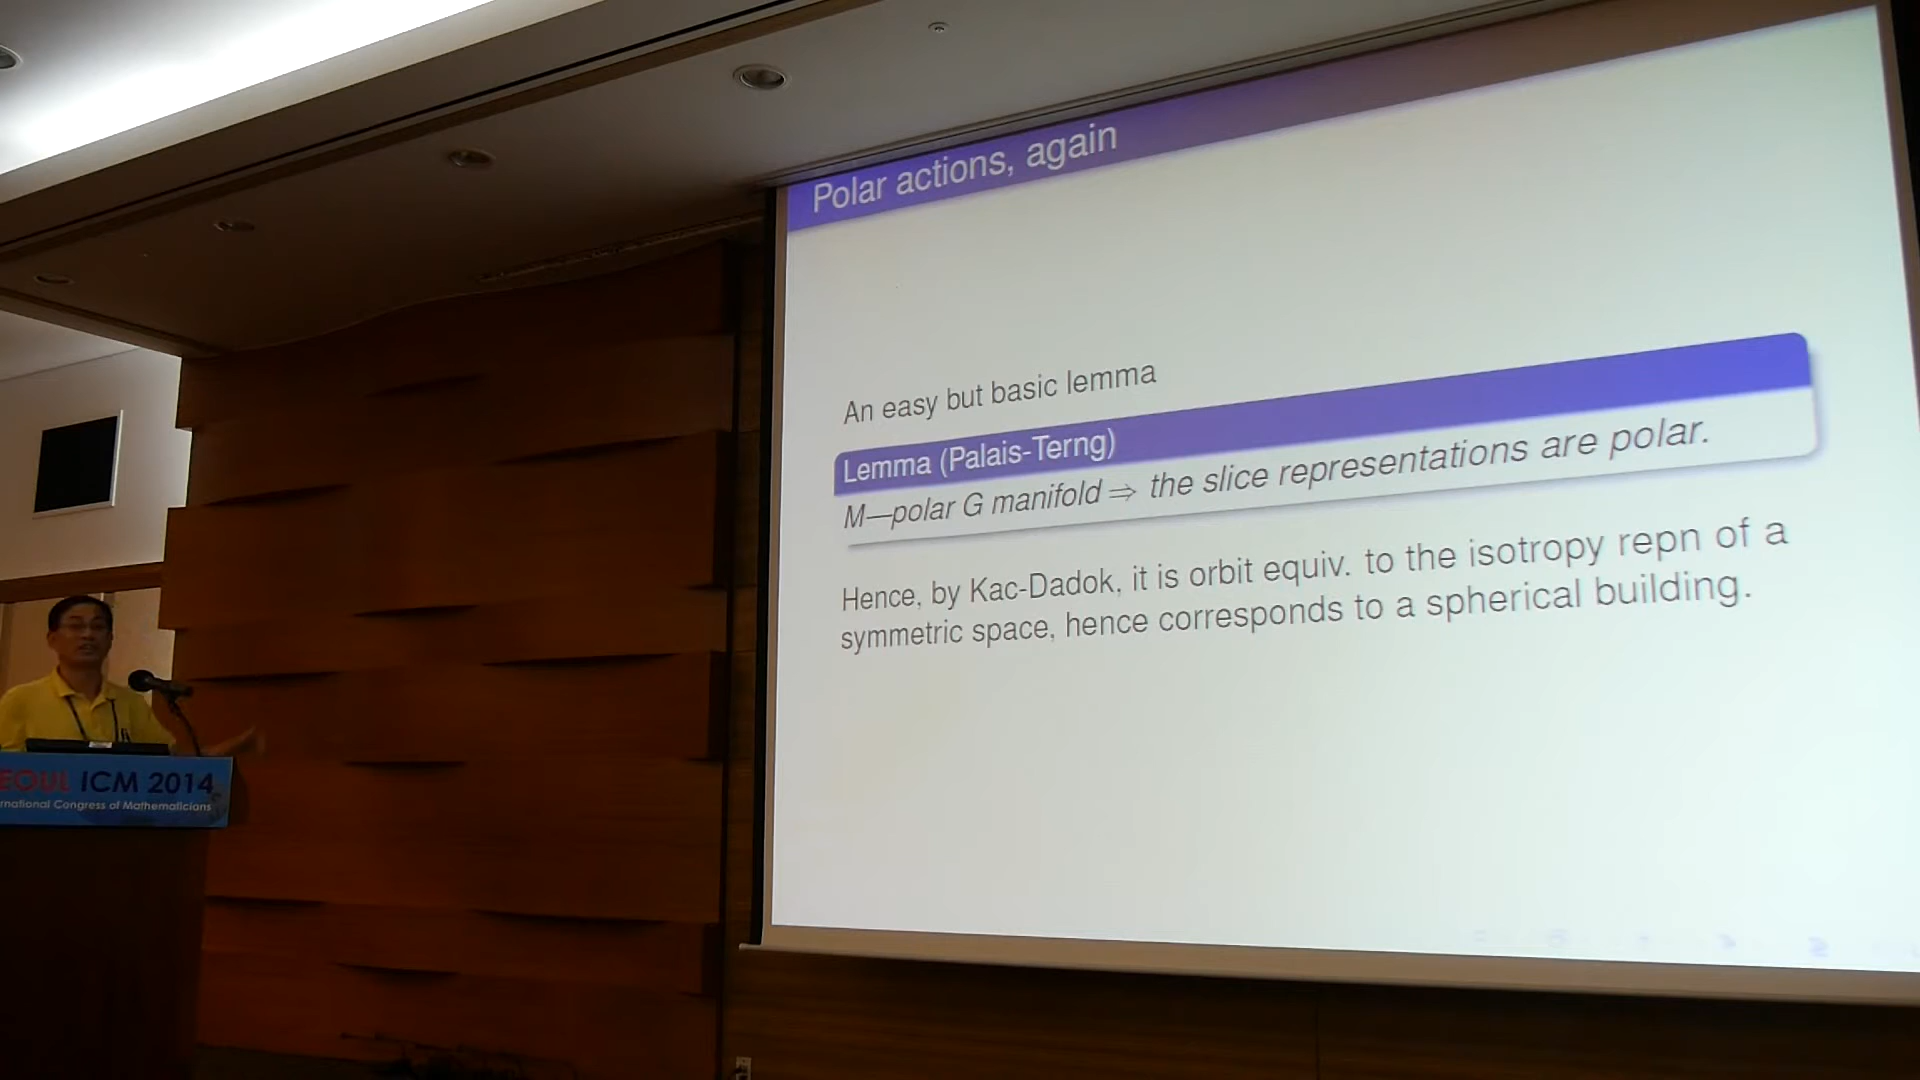 Polar actions, again
An easy but basic lemma
Lemma (Palais-Terng)
M—polar G manifold ⇒ the slice representations are polar.
Hence, by Kac-Dadok, it is orbit equiv. to the isotropy repn of a
symmetric space, hence corresponds to a spherical building.
EOUL ICM 2014
rnational Congress of Mathematicians